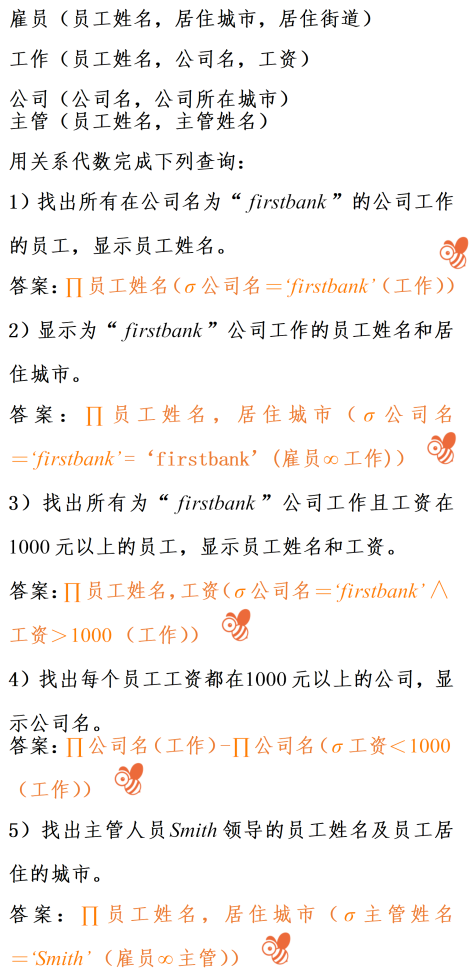 雇员（员工姓名，居住城市，居住街道）
工作（员工姓名，公司名，工资）
公司（公司名，公司所在城市）
主管（员工姓名，主管姓名）
用关系代数完成下列查询：
1）找出所有在公司名为“firstbank”的公司工作
的员工，显示员工姓名。
答案：∏员工姓名（σ公司名＝‘firstbank’（工作））
2）显示为“firstbank”公司工作的员工姓名和居
住城市。
答案：∏员工姓名，居住城市（σ公司名
＝‘firstbank’=‘firstbank’(雇员∞工作)）
3）找出所有为“firstbank”公司工作且工资在
1000元以上的员工，显示员工姓名和工资。
答案：∏员工姓名,工资（σ公司名＝‘firstbank’∧
工资＞1000（工作））
4）找出每个员工工资都在1000元以上的公司，显
示公司名。
答案：∏公司名（工作）-∏公司名（σ工资＜1000
（工作））
5）找出主管人员Smith领导的员工姓名及员工居
住的城市。
答案：∏员工姓名，居住城市（σ主管姓名
＝‘Smith’（雇员∞主管））